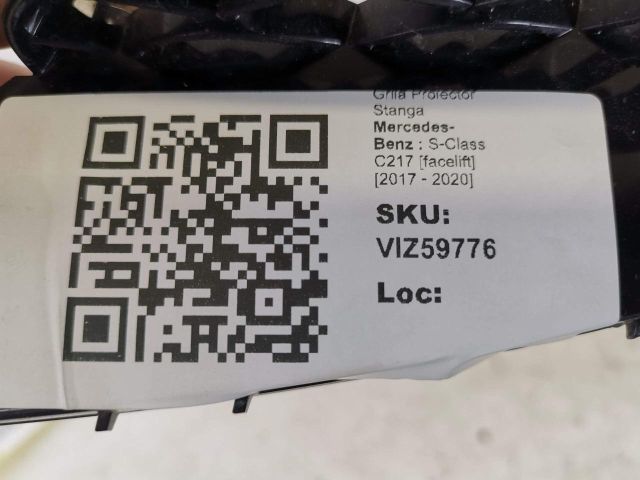 Grila Proiector
Stanga
Mercedes-
Benz : S-Class
C217 [facelift]
[2017 - 2020]
SKU:
VIZ59776
Loc: